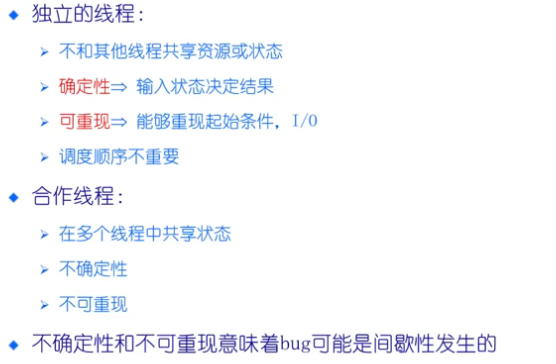 ◆ 独立的线程:
➢ 不和其他线程共享资源或状态
➢ 确定性⇒ 输入状态决定结果
➢ 可重现⇒ 能够重现起始条件, I/O
➢ 调度顺序不重要
◆ 合作线程:
➢ 在多个线程中共享状态
➢ 不确定性
➢ 不可重现
◆ 不确定性和不可重现意味着bug可能是间歇性发生的